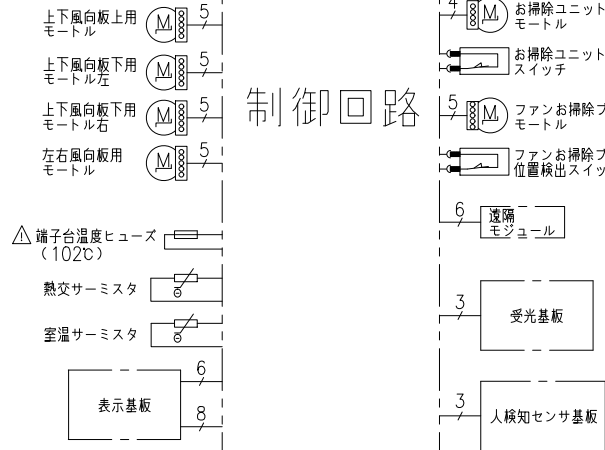 上下風向板上用
モートル
M
5
上下風向板下用
モートル左
M
5
上下風向板下用
モートル右
M
5
左右風向板用
モートル
M
5
端子台温度ヒューズ
(102℃)
熱交サーミスタ
θ
室温サーミスタ
θ
表示基板
6
8
制御回路
4
M
お掃除ユニット
モートル
お掃除ユニット
スイッチ
5
M
ファンお掃除ブ
モートル
ファンお掃除ブ
位置検出スイッ
6
遠隔
モジュール
3
受光基板
3
人検知センサ基板